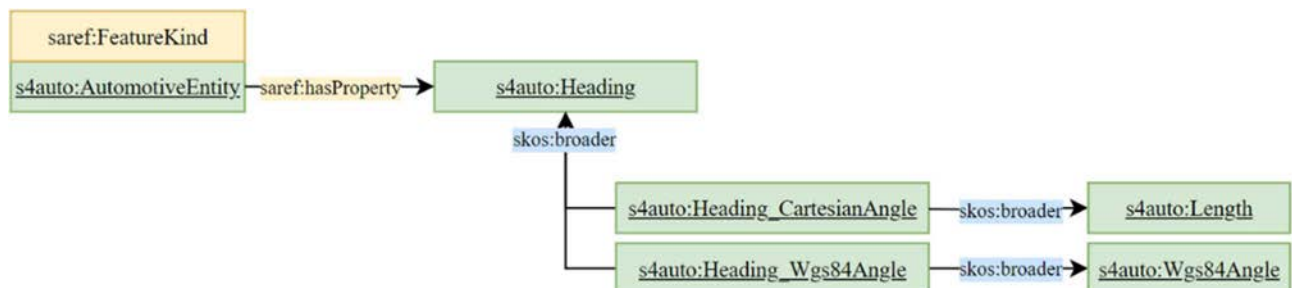 saref:FeatureKind
s4auto:AutomotiveEntity saref:hasProperty s4auto:Heading
skos:broader
s4auto:Heading_CartesianAngle skos:broader s4auto:Length
s4auto:Heading_Wgs84Angle skos:broader s4auto:Wgs84Angle